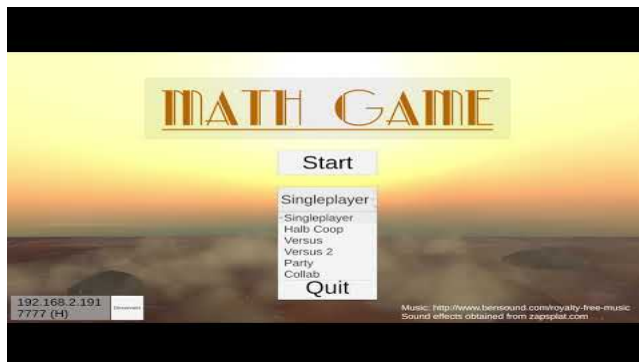 MATH GAME
Start
Singleplayer
Singleplayer
Halb Coop
Versus
Versus 2
Party
Collab
Quit
192.168.2.191
7777 (H)
Disconnect
Music: http://www.bensound.com/royalty-free-music
Sound effects obtained from zapsplat.com